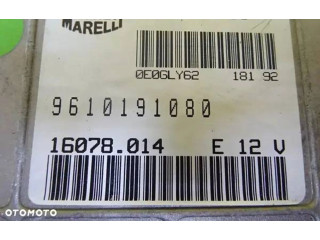 MARELLI
0E0GLY62 181 92
9610191080
16078.014 E 12 V
OTOMOTO